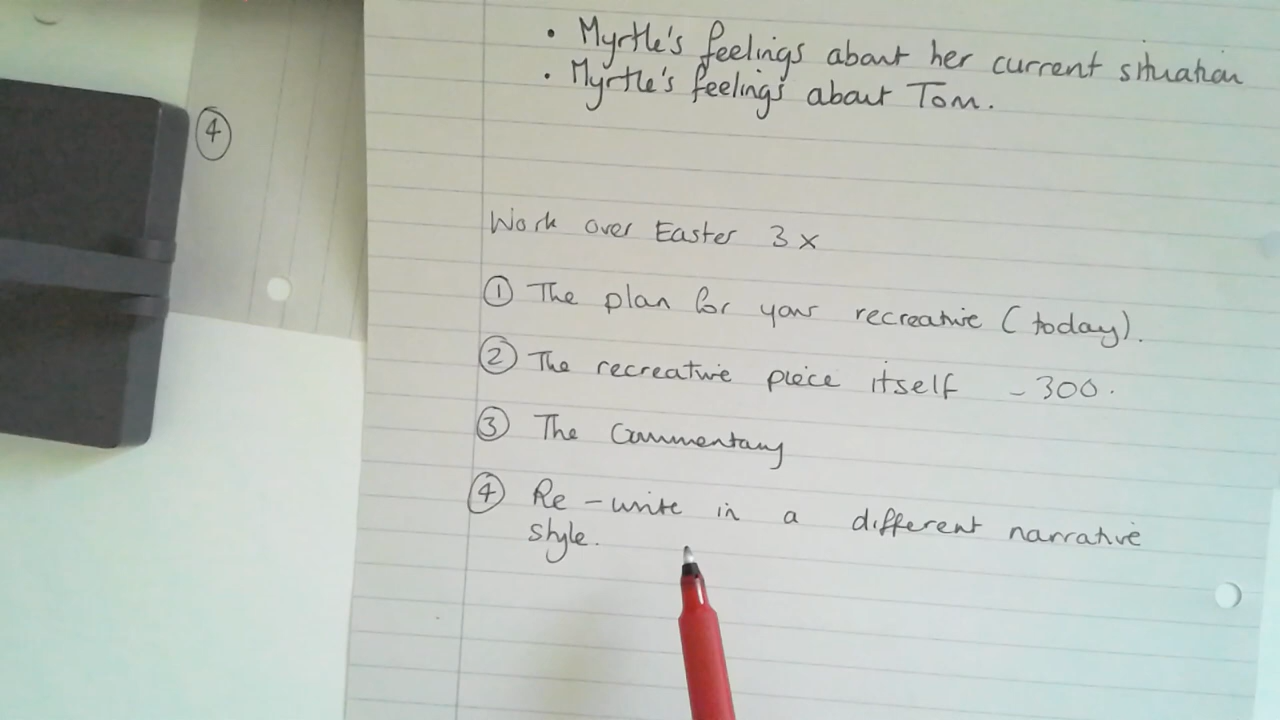 • Myrtle's feelings about her current situation
• Myrtle's feelings about Tom.
④
Work over Easter 3x
① The plan for your recreative (today).
② The recreative piece itself - 300.
③ The Commentary
④ Re-write in a different narrative
style.